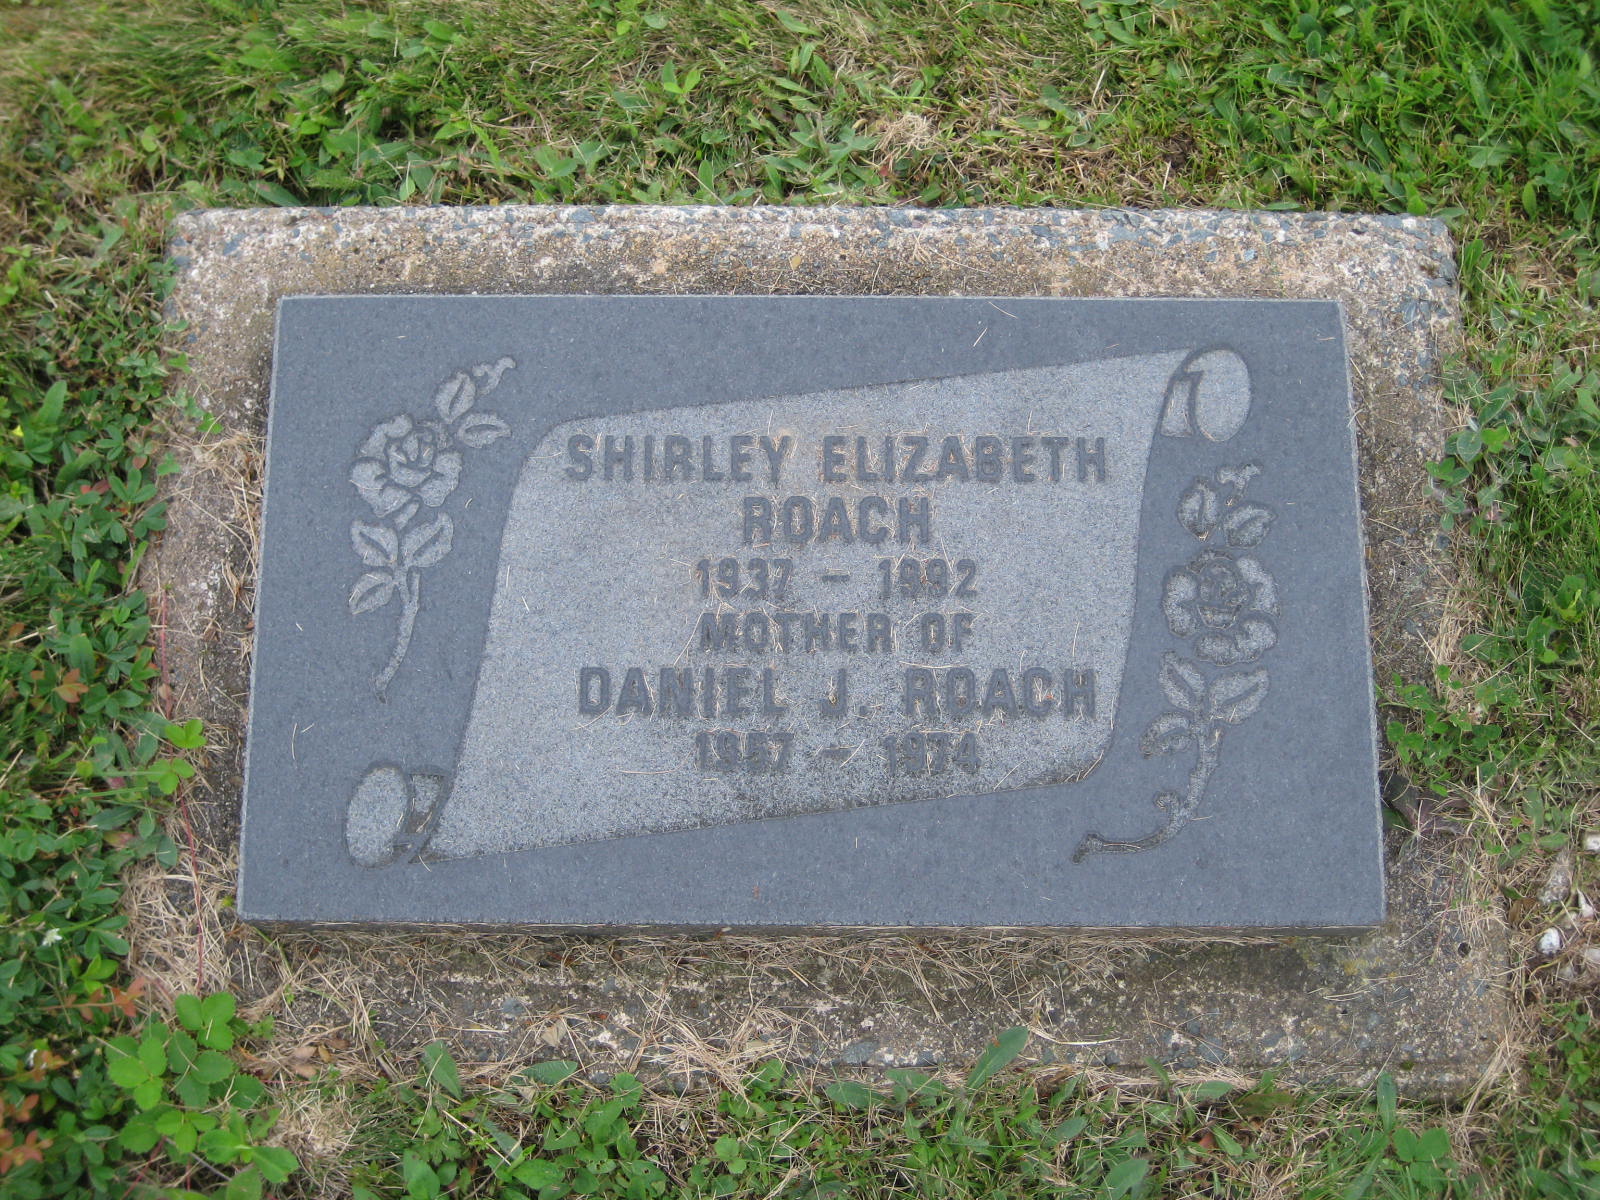 SHIRLEY ELIZABETH
ROACH
1937 - 1992
MOTHER OF
DANIEL J. ROACH
1957 - 1974